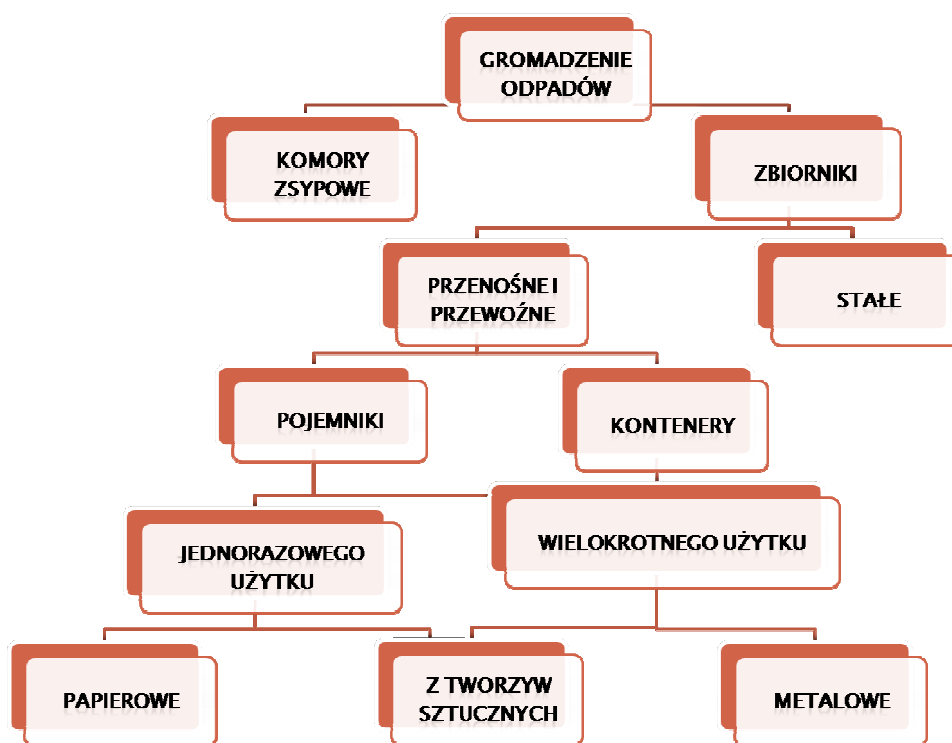 GROMADZENIE
ODPADÓW
KOMORY
ZSYPOWE
ZBIORNIKI
PRZENOŚNE I
PRZEWOŹNE
STAŁE
POJEMNIKI
KONTENERY
JEDNORAZOWEGO
UŻYTKU
WIELOKROTNEGO UŻYTKU
PAPIEROWE
Z TWORZYW
SZTUCZNYCH
METALOWE